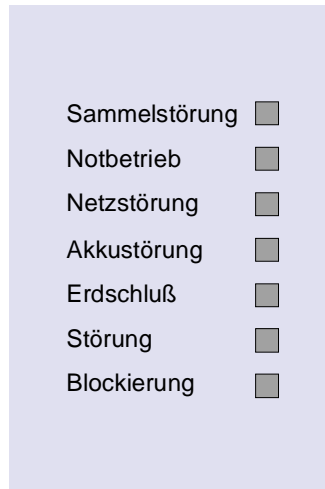 Sammelstörung
Notbetrieb
Netzstörung
Akkustörung
Erdschluß
Störung
Blockierung